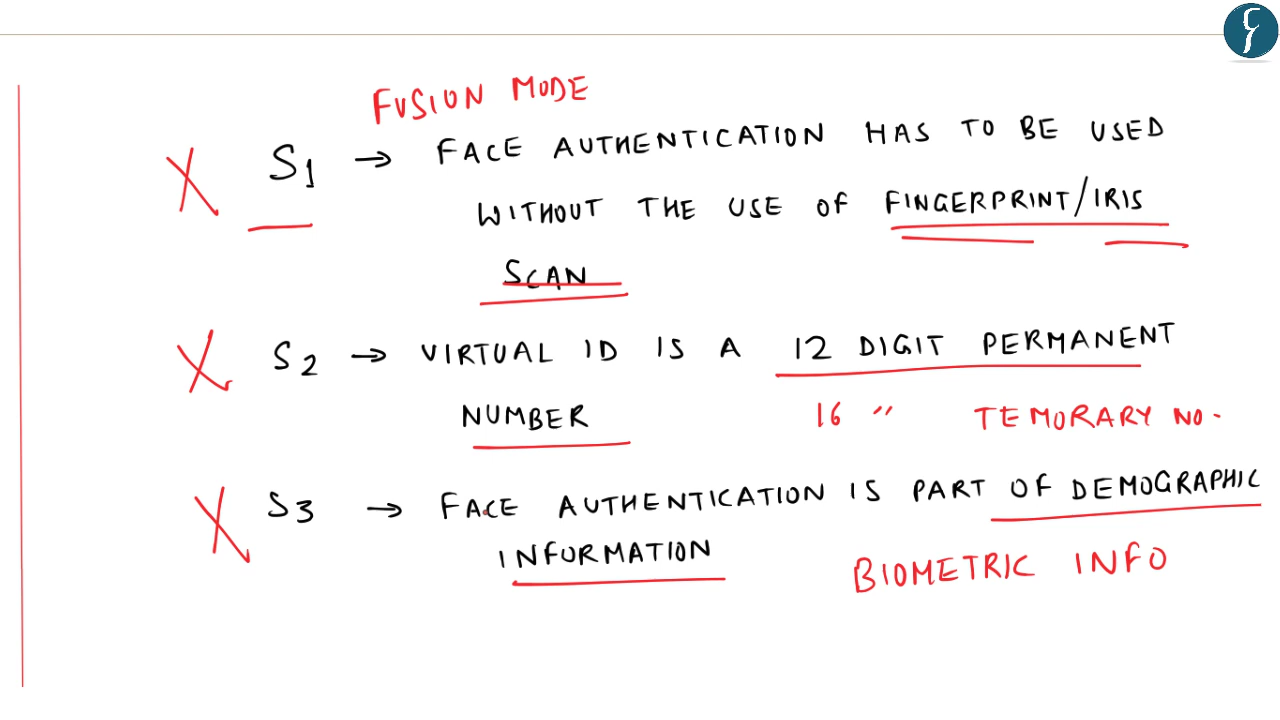 FUSION MODE
X S1 → FACE AUTHENTICATION HAS TO BE USED
WITHOUT THE USE OF FINGERPRINT/IRIS
SCAN
X S2 → VIRTUAL ID IS A 12 DIGIT PERMANENT
NUMBER 16 " TEMORARY NO.
X S3 → FACE AUTHENTICATION IS PART OF DEMOGRAPHIC
INFORMATION BIOMETRIC INFO